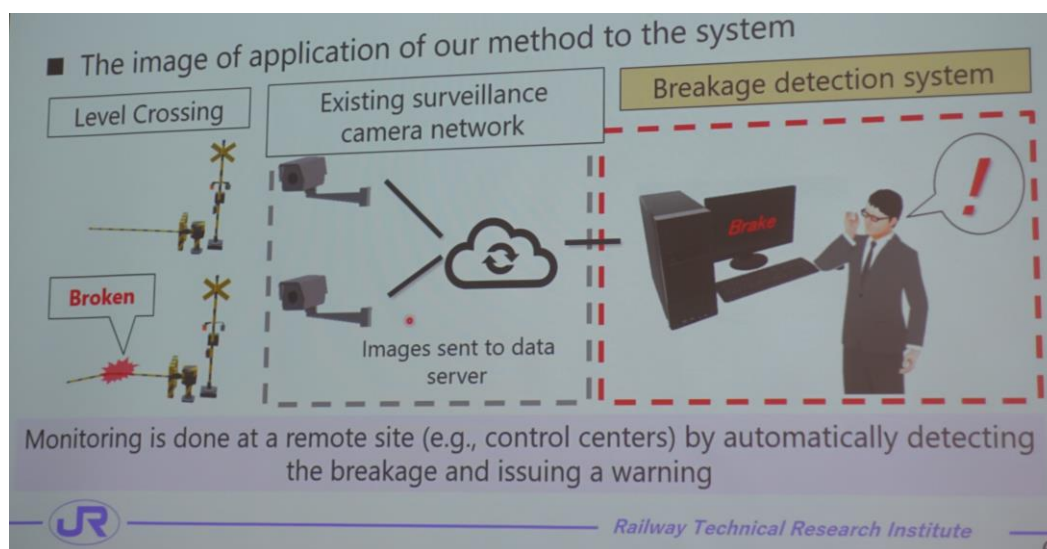 ■ The image of application of our method to the system
Level Crossing
Existing surveillance
camera network
Breakage detection system
Broken
Brake
!
Images sent to data
server
Monitoring is done at a remote site (e.g., control centers) by automatically detecting
the breakage and issuing a warning
JR
Railway Technical Research Institute